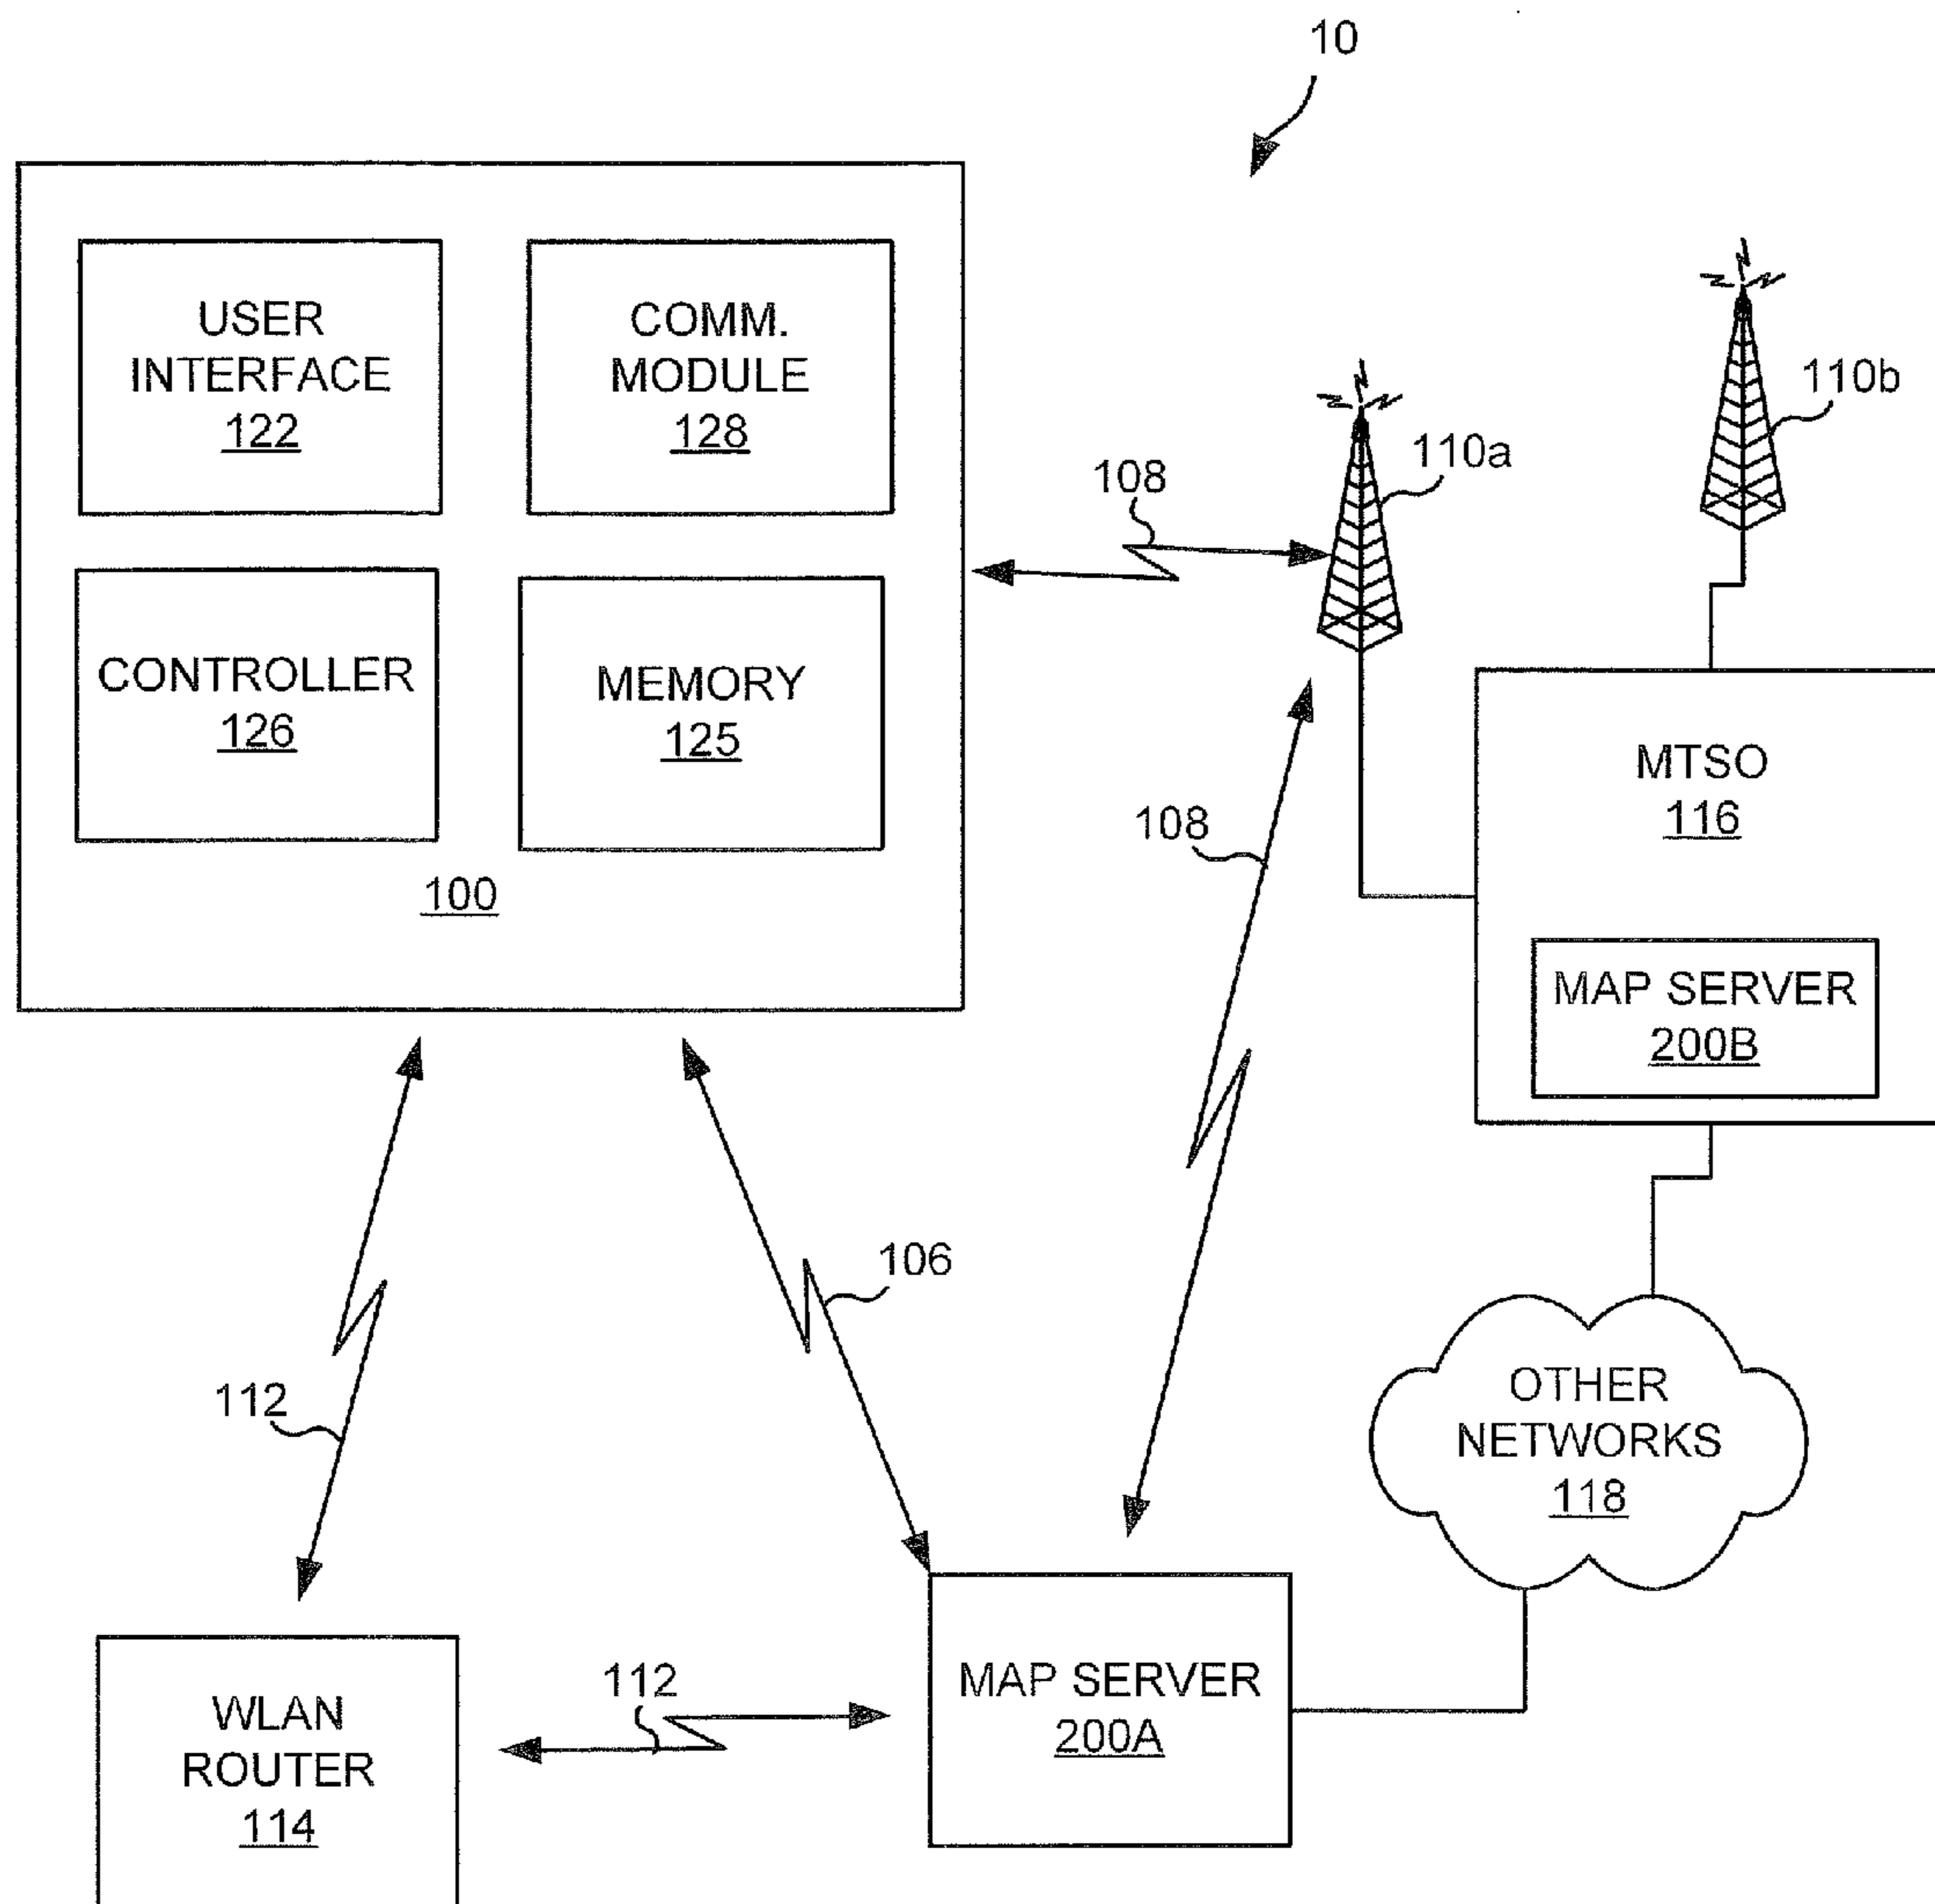 10
USER
INTERFACE
122
COMM.
MODULE
128
110b
110a
108
CONTROLLER
126
MEMORY
125
100
MTSO
116
108
MAP SERVER
200B
106
112
OTHER
NETWORKS
118
112
MAP SERVER
200A
WLAN
ROUTER
114